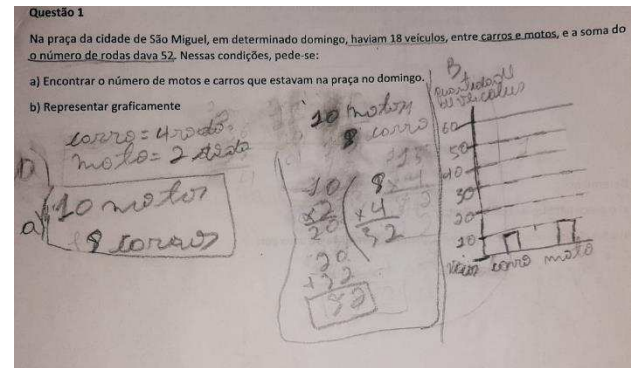 Questão 1
Na praça da cidade de São Miguel, em determinado domingo, haviam 18 veículos, entre carros e motos, e a soma do
o número de rodas dava 52. Nessas condições, pede-se:
a) Encontrar o número de motos e carros que estavam na praça no domingo.
b) Representar graficamente
carro = 4 roda
moto = 2
a) 10 motos
8 carros
10 motos
8 carro
10
x2
20
8
x4
32
20
+32
52
B
60
50
40
30
20
10
carro moto